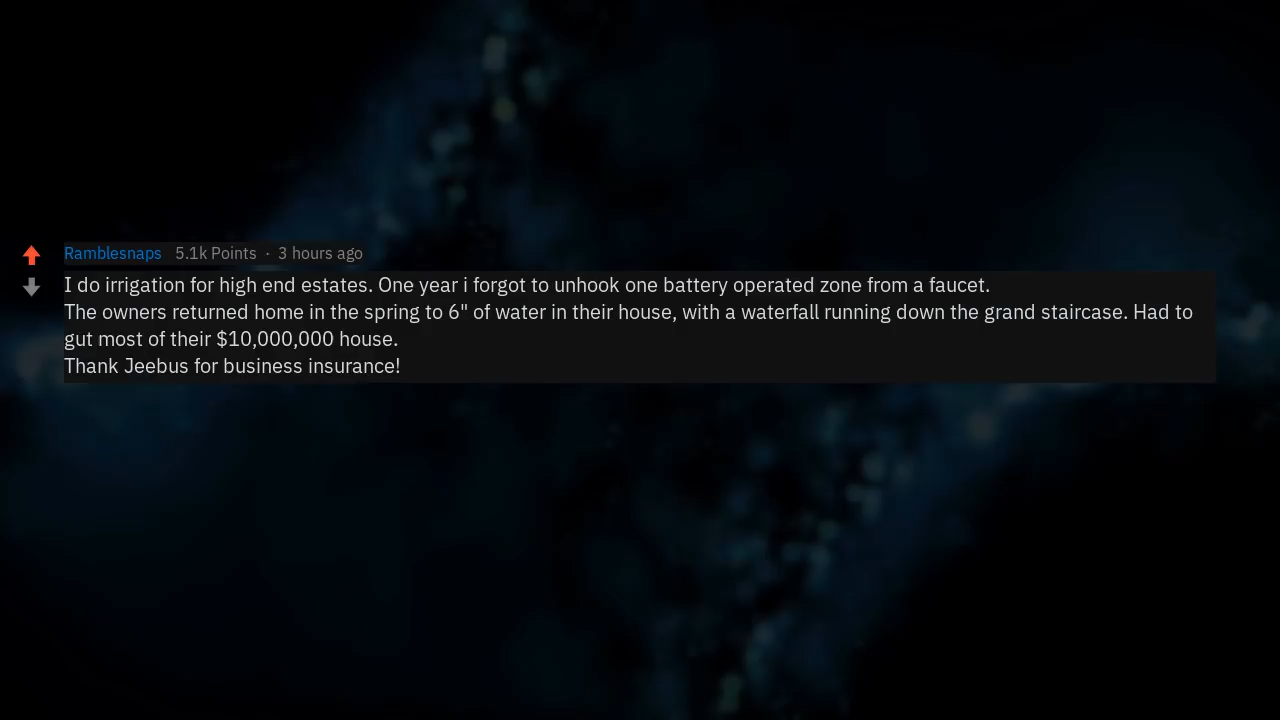 Ramblesnaps 5.1k Points · 3 hours ago
I do irrigation for high end estates. One year i forgot to unhook one battery operated zone from a faucet.
The owners returned home in the spring to 6" of water in their house, with a waterfall running down the grand staircase. Had to
gut most of their $10,000,000 house.
Thank Jeebus for business insurance!